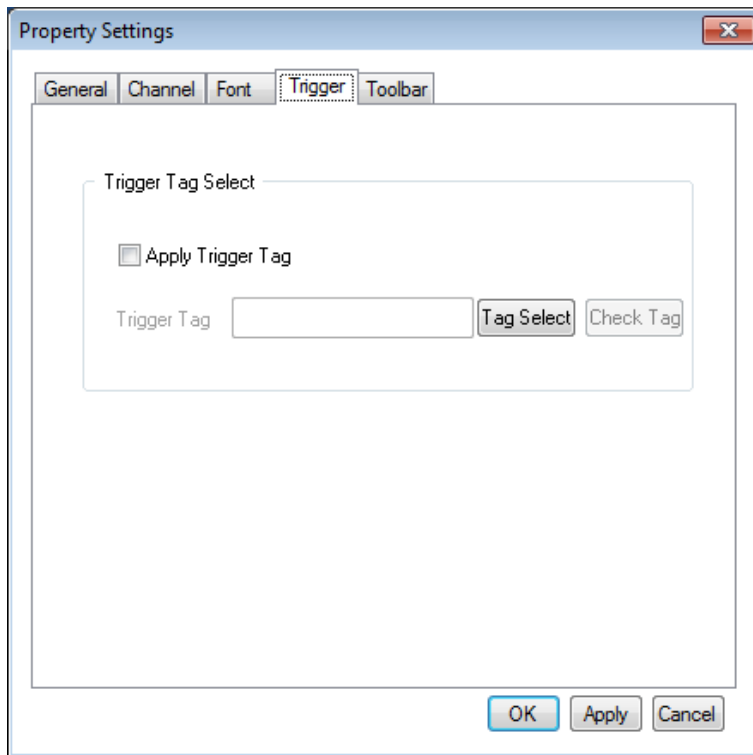 Property Settings
General Channel Font Trigger Toolbar
Trigger Tag Select
Apply Trigger Tag
Trigger Tag Tag Select Check Tag
OK Apply Cancel